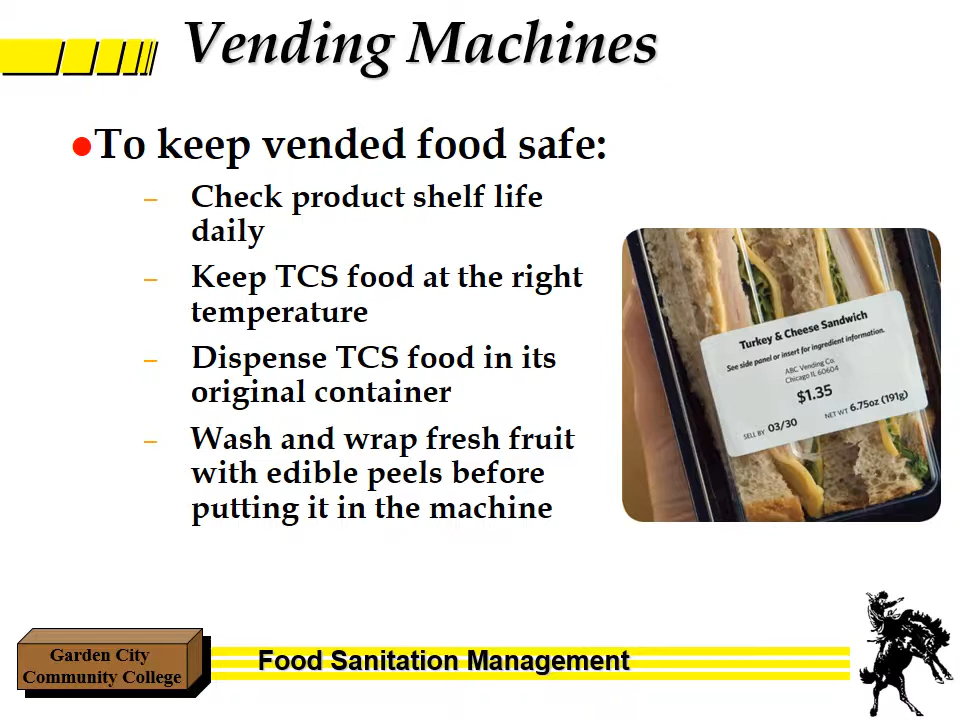 Vending Machines
To keep vended food safe:
– Check product shelf life
daily
– Keep TCS food at the right
temperature
– Dispense TCS food in its
original container
– Wash and wrap fresh fruit
with edible peels before
putting it in the machine
Turkey & Cheese Sandwich
See side panel or insert for ingredient information.
ABC Vending Co.
Chicago IL 60604
$1.35
SELL BY 03/30 NET WT 6.75oz (191g)
Garden City
Community College
Food Sanitation Management